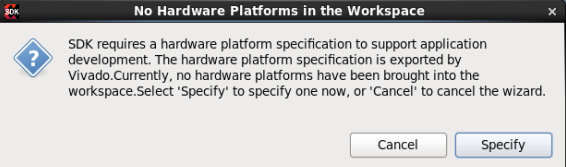 SDK
No Hardware Platforms in the Workspace
×
?
SDK requires a hardware platform specification to support application
development. The hardware platform specification is exported by
Vivado.Currently, no hardware platforms have been brought into the
workspace.Select 'Specify' to specify one now, or 'Cancel' to cancel the wizard.
Cancel
Specify